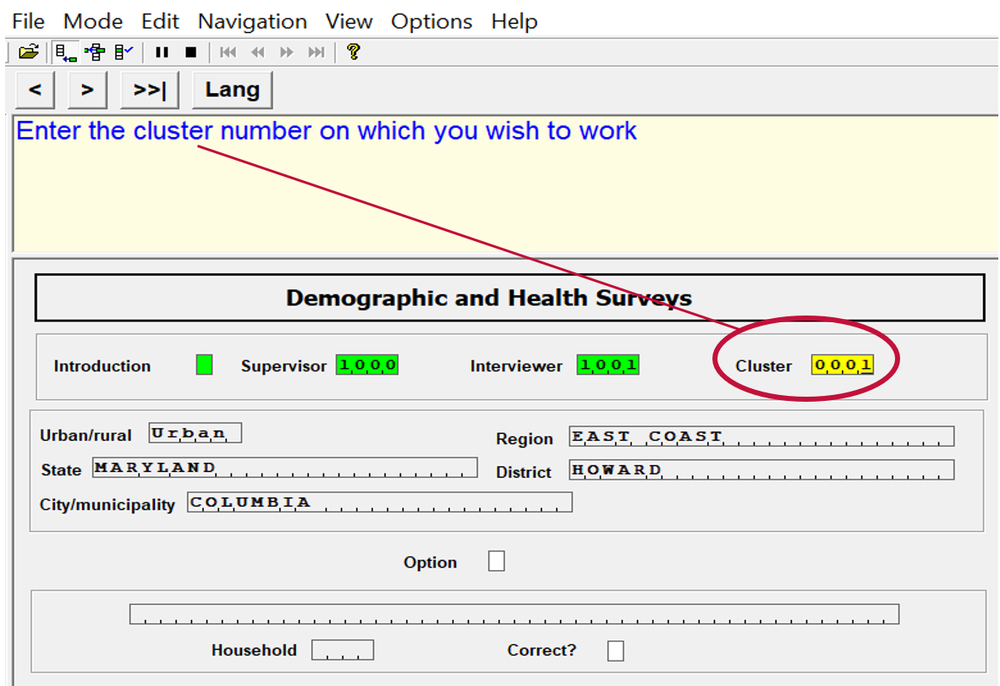 File Mode Edit Navigation View Options Help
?
< > >>| Lang
Enter the cluster number on which you wish to work
Demographic and Health Surveys
Introduction Supervisor 1000 Interviewer 1001 Cluster 0001
Urban/rural Urban Region EAST COAST
State MARYLAND District HOWARD
City/municipality COLUMBIA
Option
Household Correct?